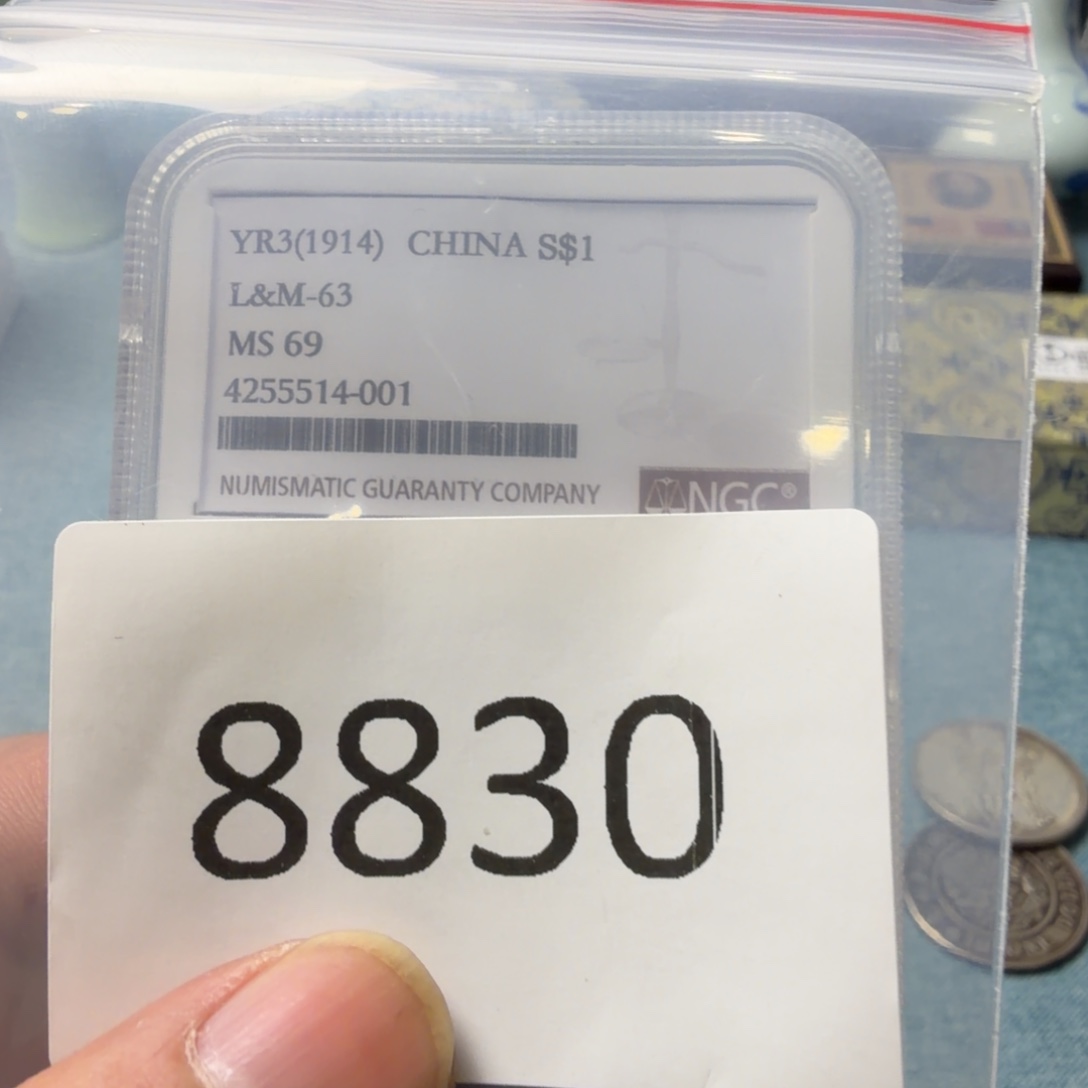 YR3(1914) CHINA S$1
L&M-63
MS 69
4255514-001
NUMISMATIC GUARANTY COMPANY
NGC®
8830